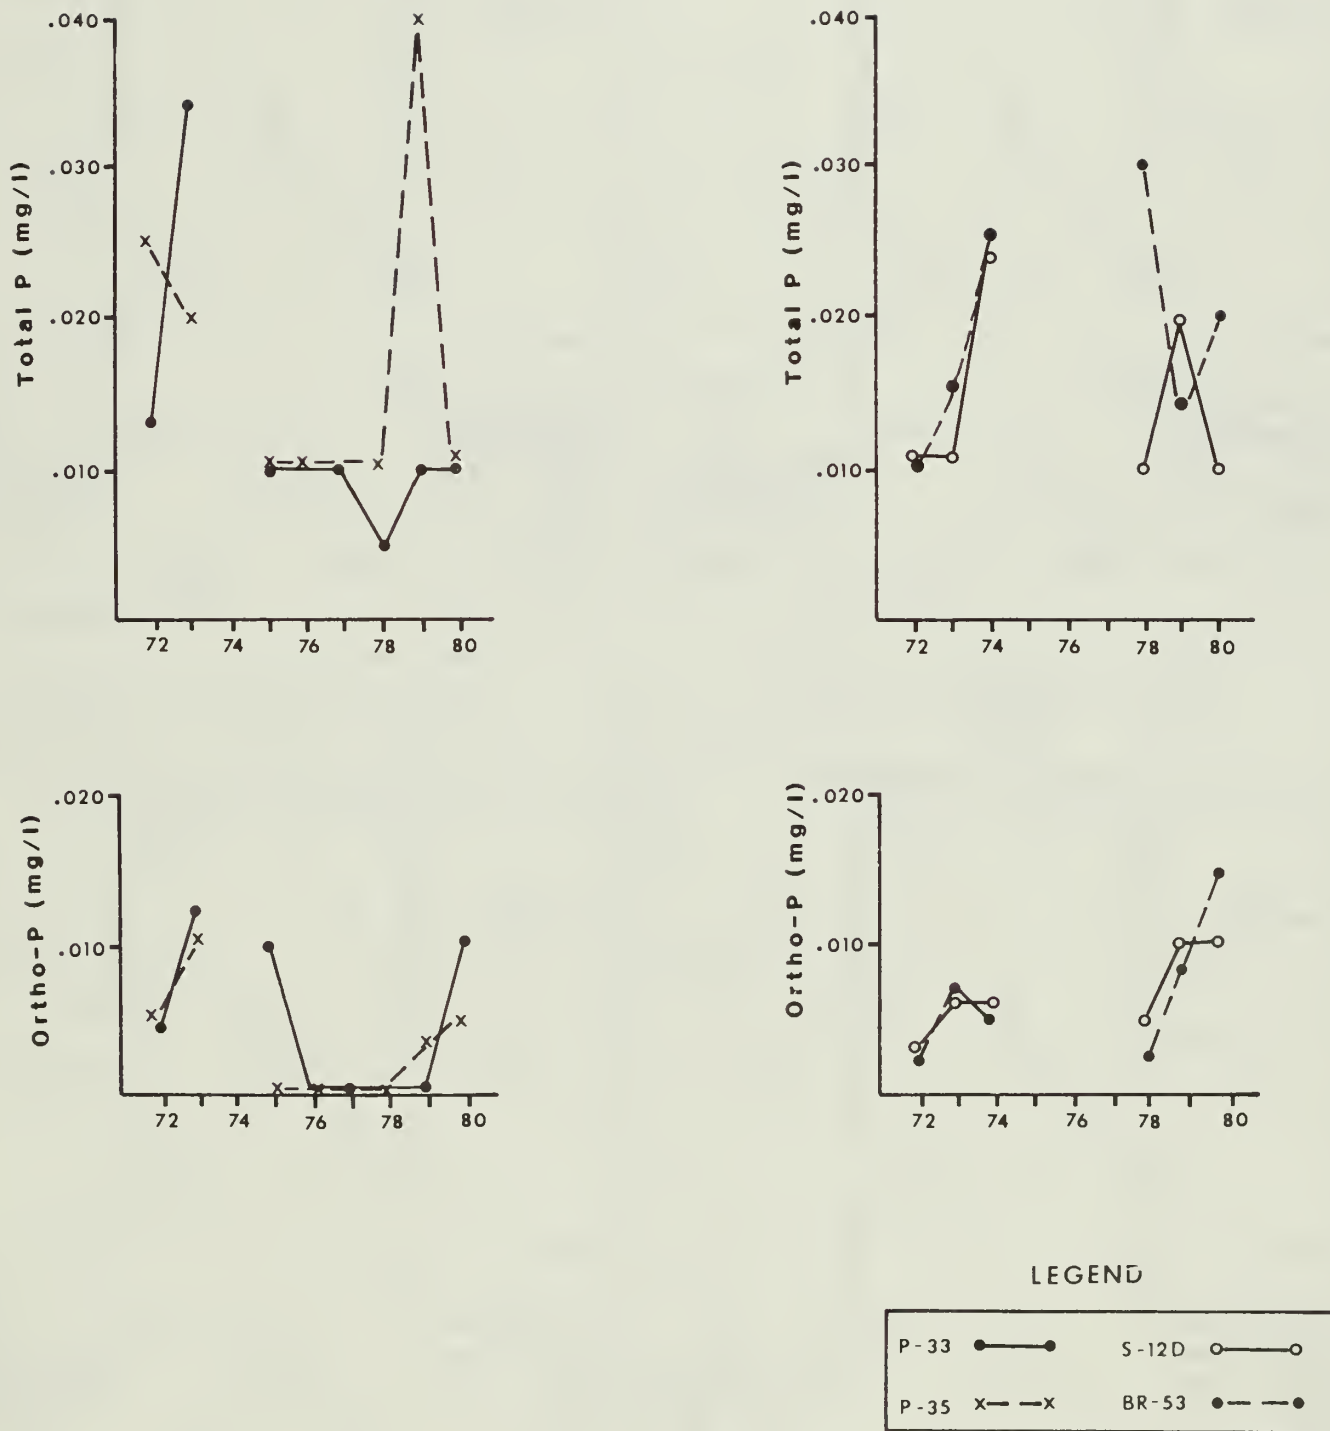 Total P (mg/l)
.040
.030
.020
.010
72 74 76 78 80
Total P (mg/l)
.040
.030
.020
.010
72 74 76 78 80
Ortho-P (mg/l)
.020
.010
72 74 76 78 80
Ortho-P (mg/l)
.020
.010
72 74 76 78 80
LEGEND
P-33
S-12D
P-35
BR-53